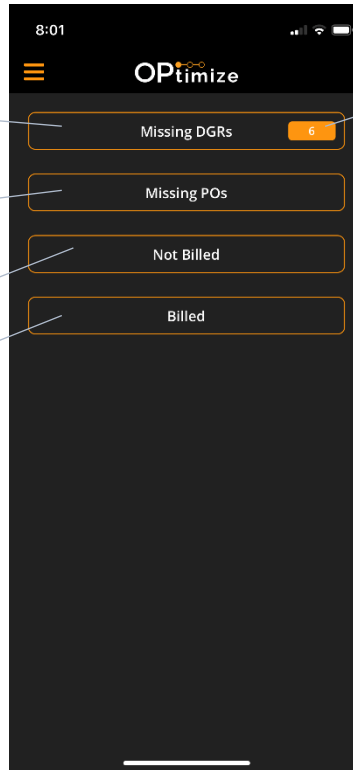 8:01
OPtimize
Missing DGRs 6
Missing POs
Not Billed
Billed